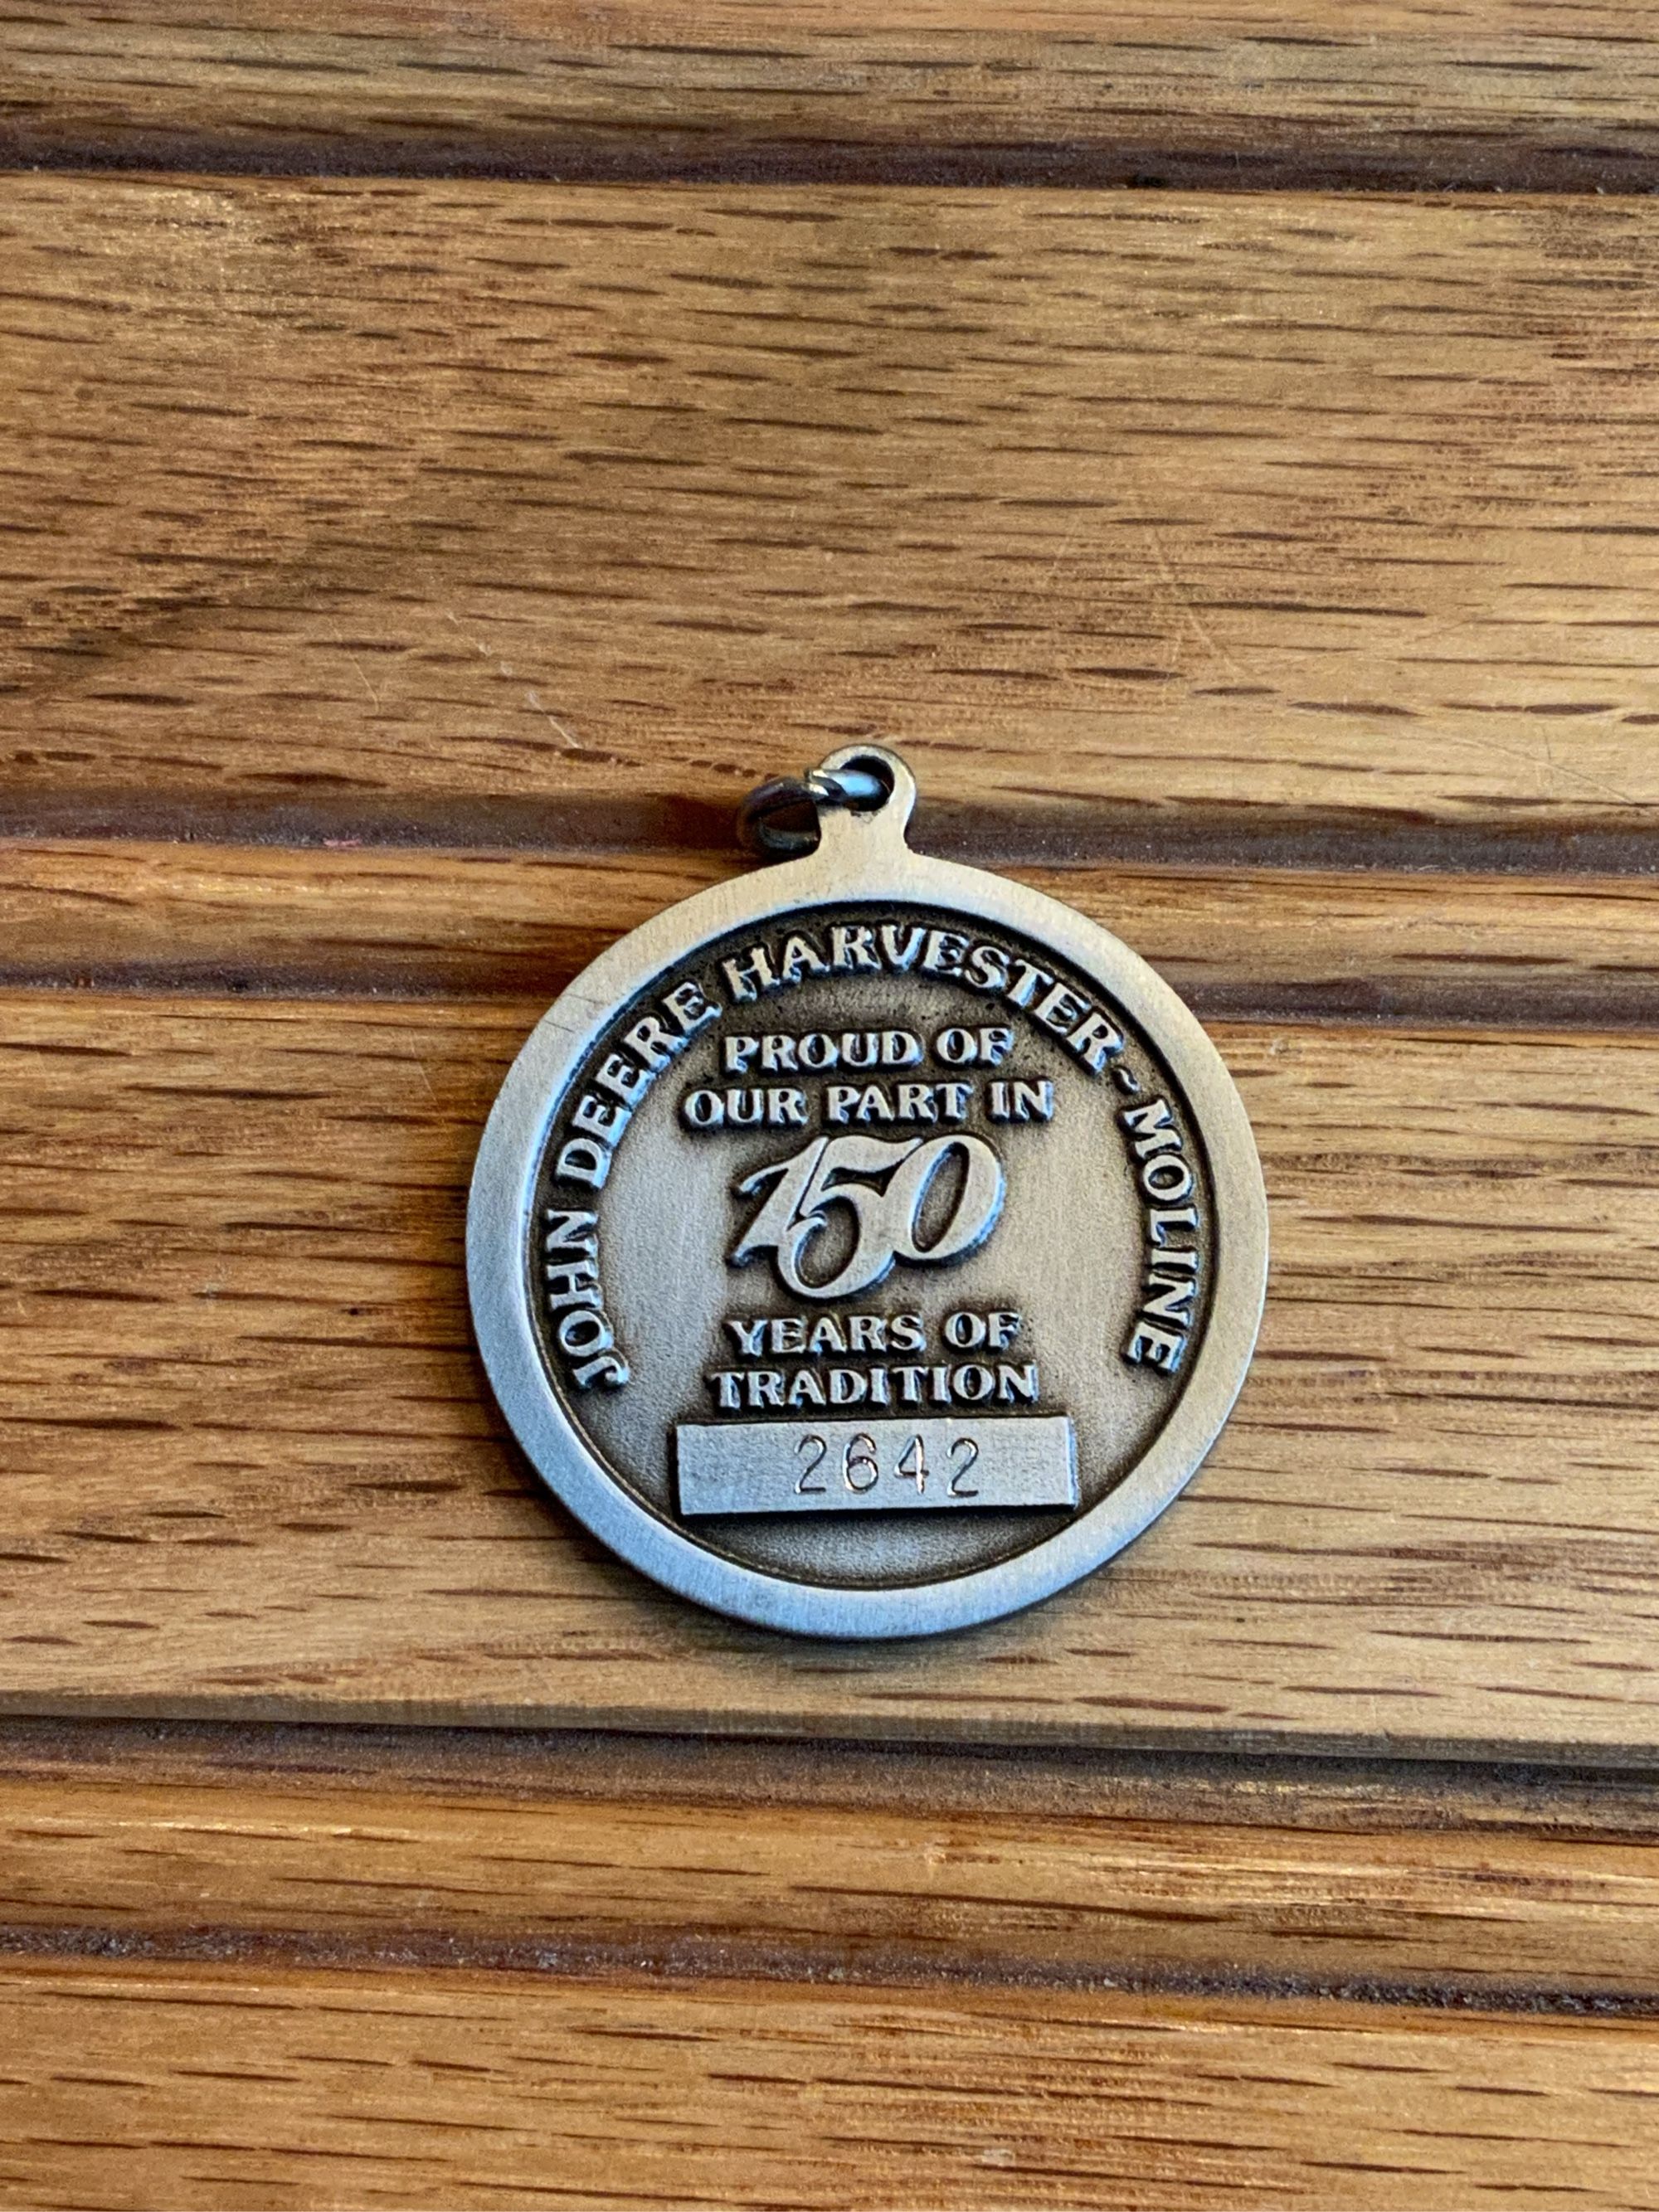 JOHN DEERE HARVESTER ~ MOLINE
PROUD OF
OUR PART IN
150
YEARS OF
TRADITION
2642